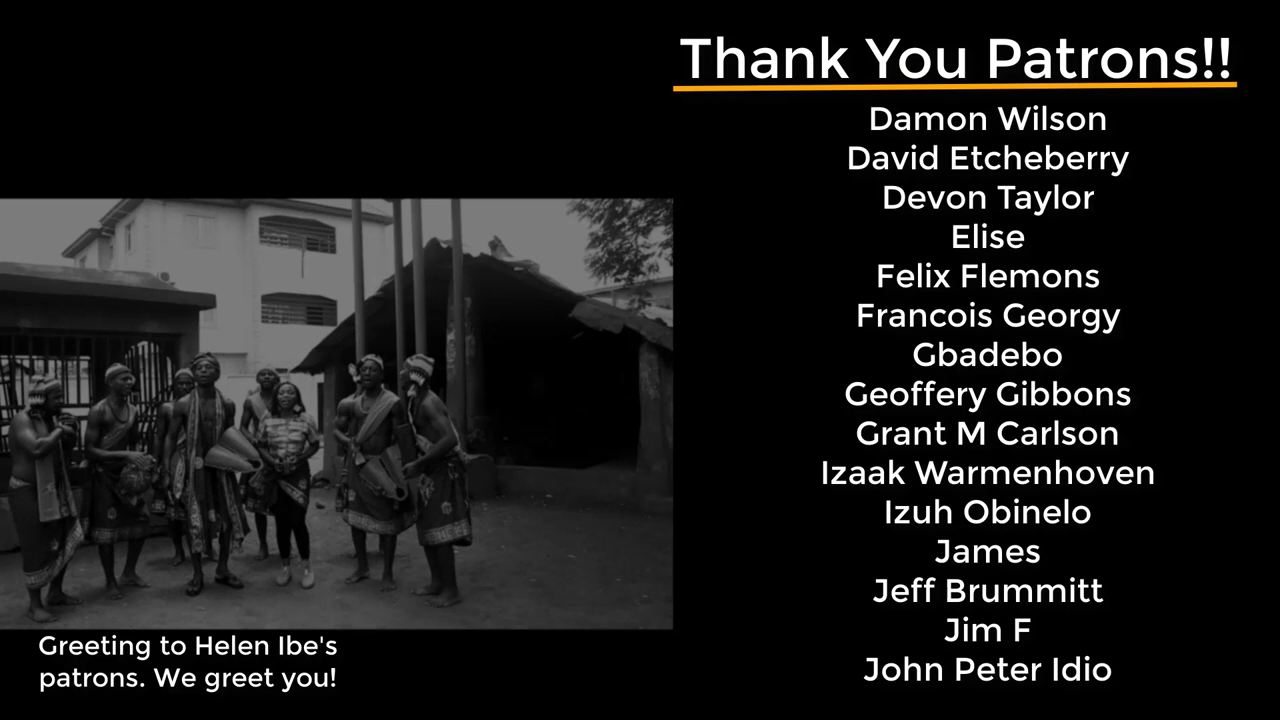 Thank You Patrons!!
Damon Wilson
David Etcheberry
Devon Taylor
Elise
Felix Flemons
Francois Georgy
Gbadebo
Geoffery Gibbons
Grant M Carlson
Izaak Warmenhoven
Izuh Obinelo
James
Jeff Brummitt
Jim F
John Peter Idio
Greeting to Helen Ibe's
patrons. We greet you!